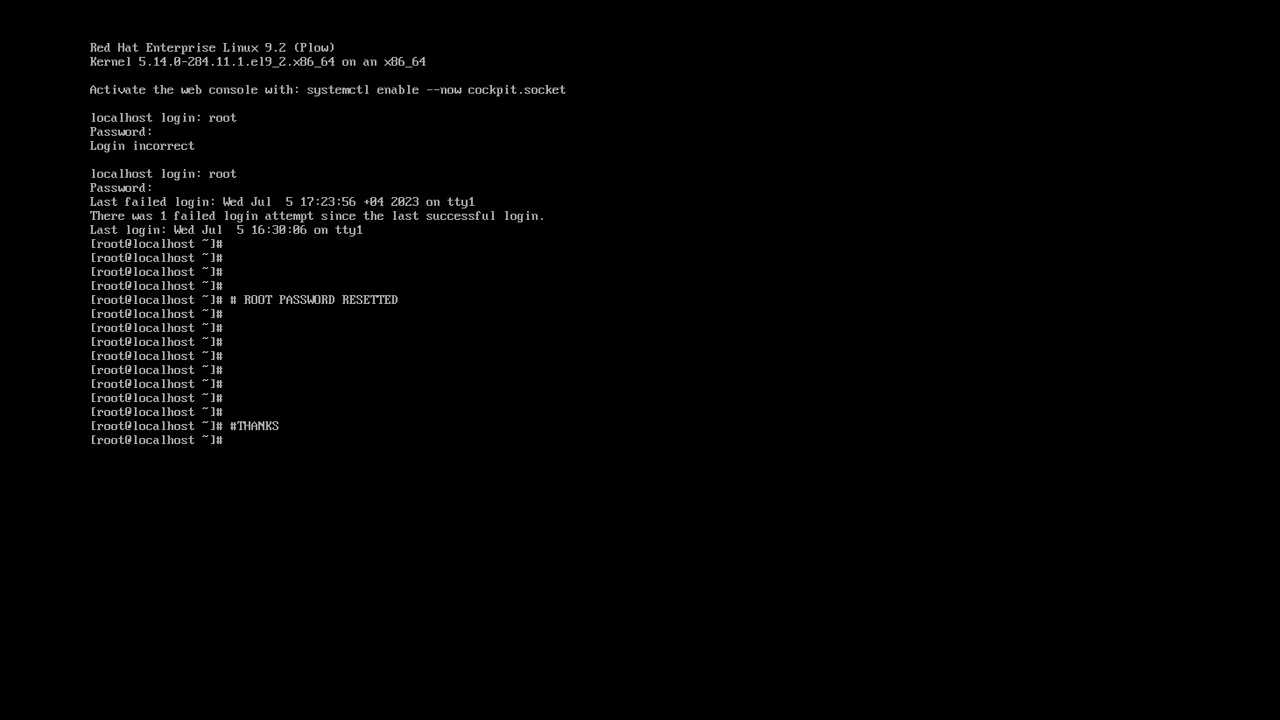 Red Hat Enterprise Linux 9.2 (Plow)
Kernel 5.14.0-284.11.1.el9_2.x86_64 on an x86_64
Activate the web console with: systemctl enable --now cockpit.socket
localhost login: root
Password:
Login incorrect
localhost login: root
Password:
Last failed login: Wed Jul  5 17:23:56 +04 2023 on tty1
There was 1 failed login attempt since the last successful login.
Last login: Wed Jul  5 16:30:06 on tty1
[root@localhost ~]#
[root@localhost ~]#
[root@localhost ~]#
[root@localhost ~]#
[root@localhost ~]# # ROOT PASSWORD RESETTED
[root@localhost ~]#
[root@localhost ~]#
[root@localhost ~]#
[root@localhost ~]#
[root@localhost ~]#
[root@localhost ~]#
[root@localhost ~]#
[root@localhost ~]#
[root@localhost ~]# #THANKS
[root@localhost ~]#